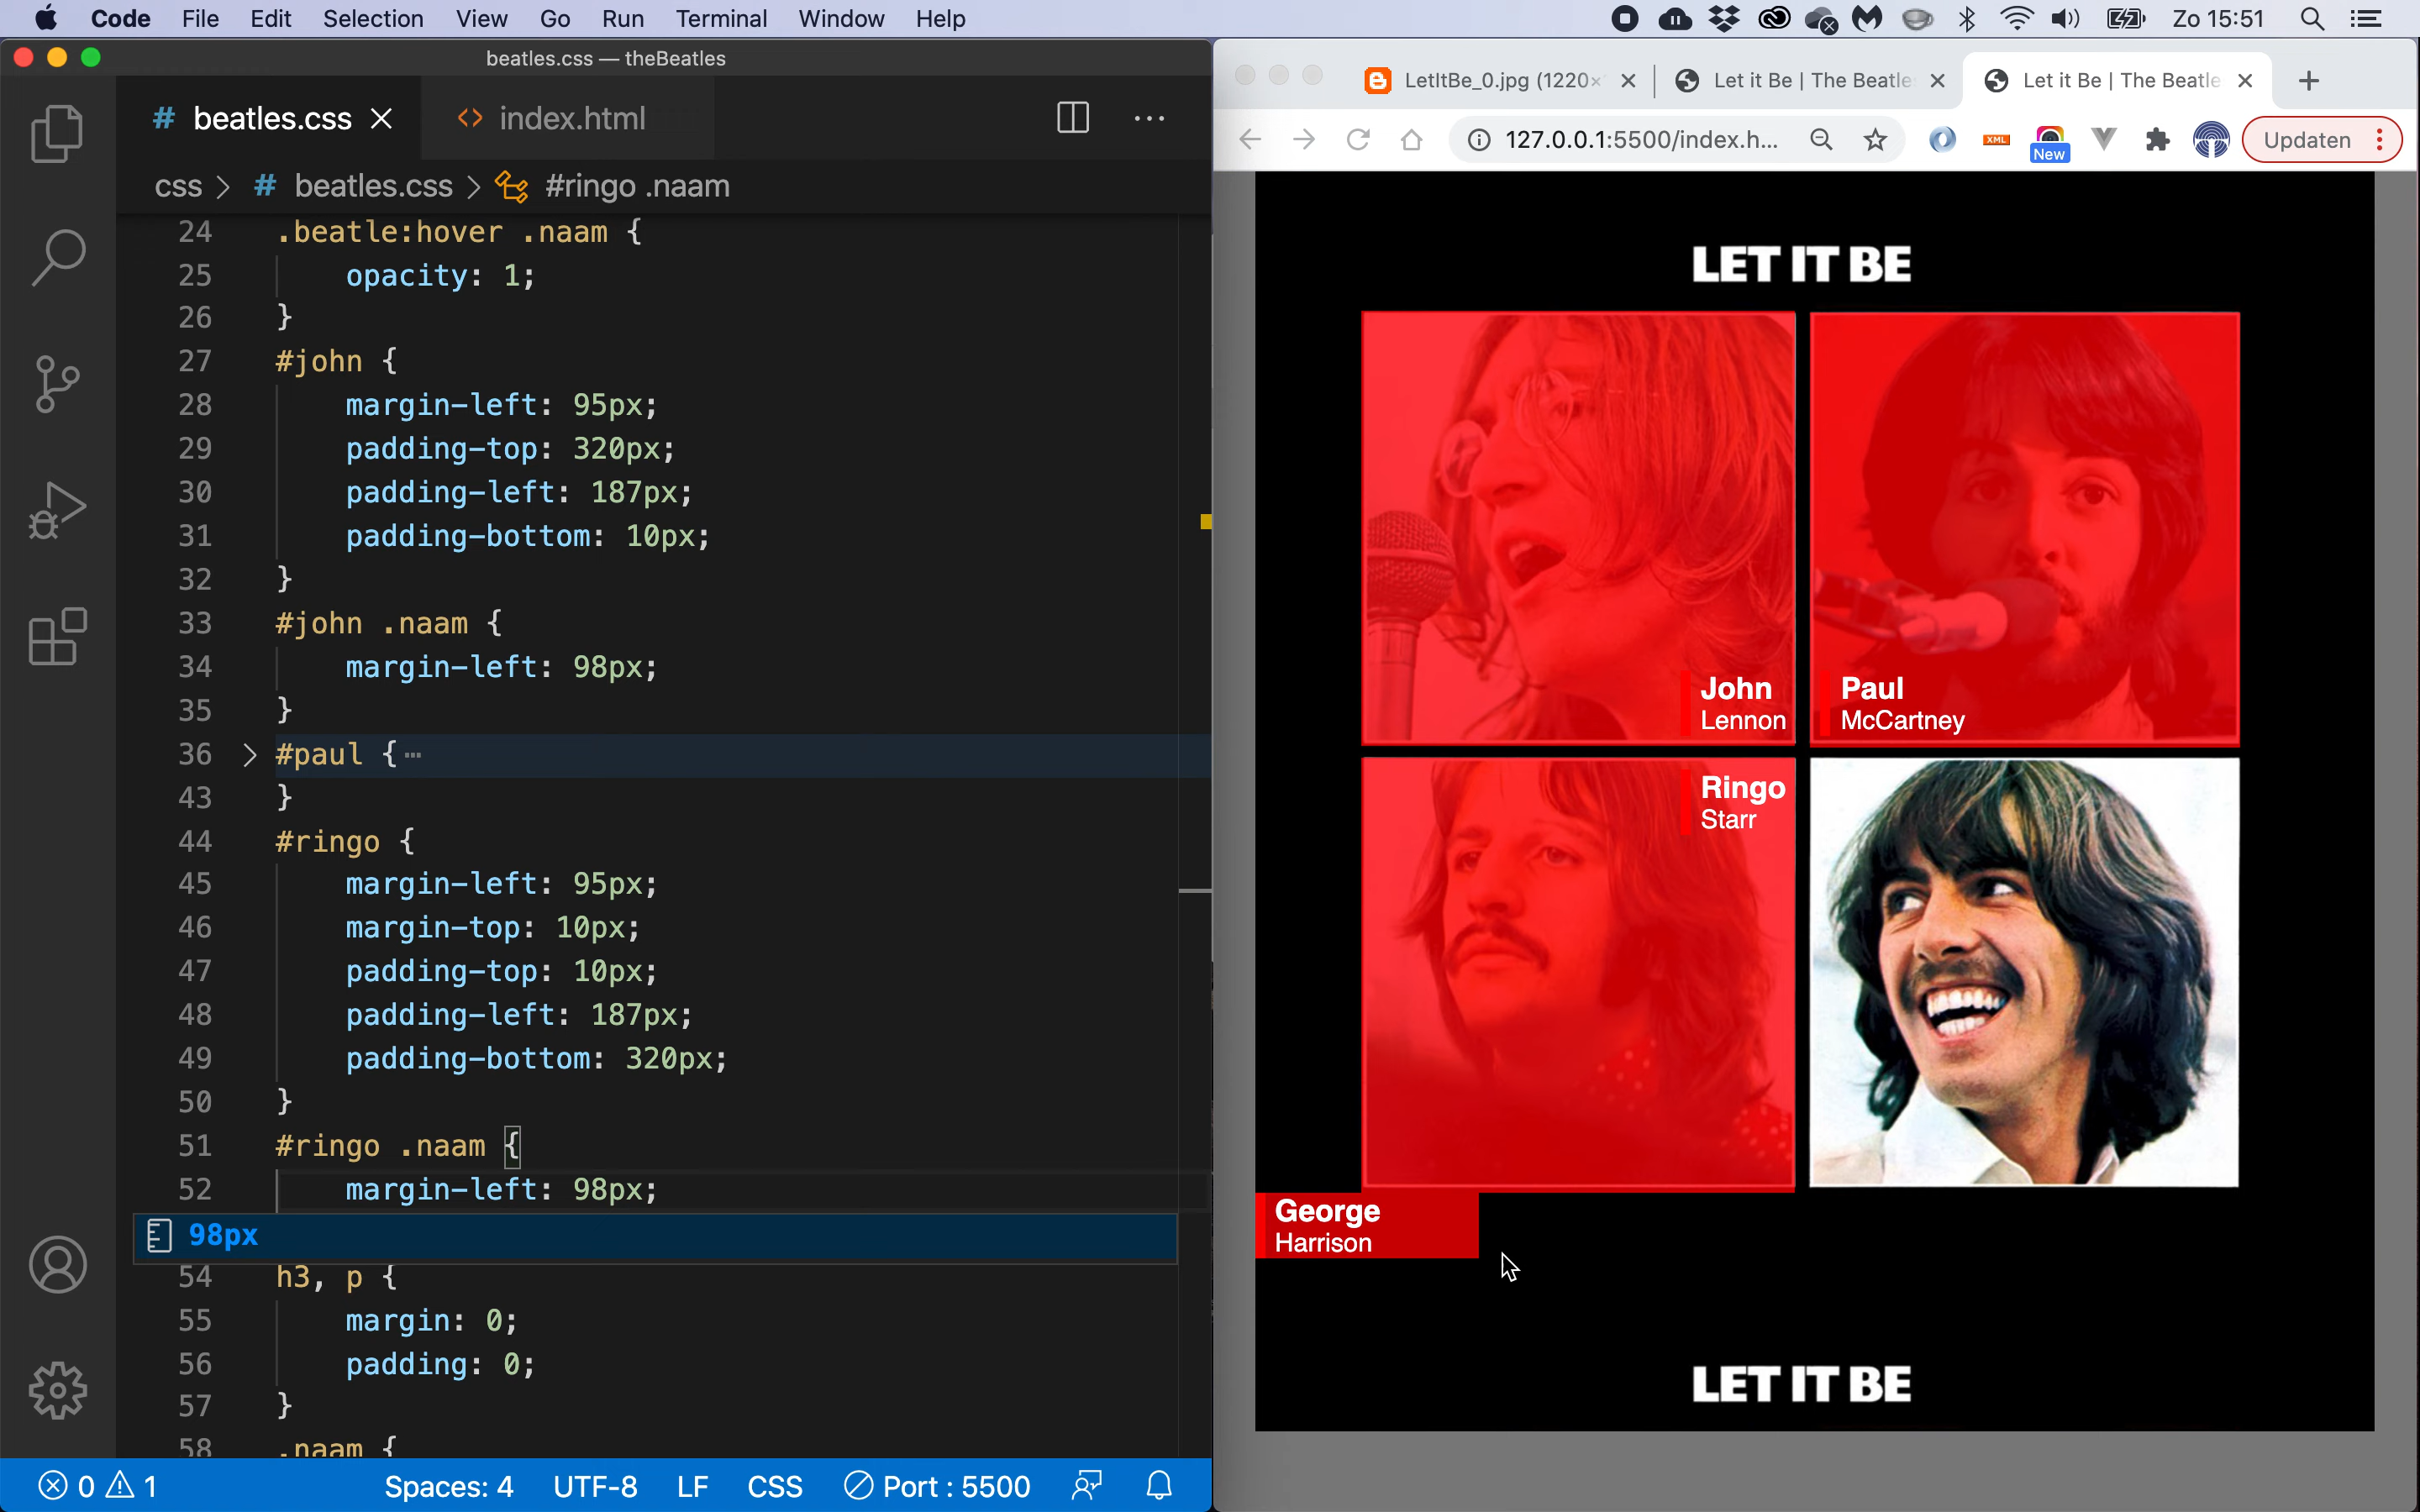 Code File Edit Selection View Go Run Terminal Window Help
Zo 15:51
beatles.css — theBeatles
# beatles.css
<> index.html
css > # beatles.css > #ringo .naam
24 .beatle:hover .naam {
25 opacity: 1;
26 }
27 #john {
28 margin-left: 95px;
29 padding-top: 320px;
30 padding-left: 187px;
31 padding-bottom: 10px;
32 }
33 #john .naam {
34 margin-left: 98px;
35 }
36 > #paul { ⋯
43 }
44 #ringo {
45 margin-left: 95px;
46 margin-top: 10px;
47 padding-top: 10px;
48 padding-left: 187px;
49 padding-bottom: 320px;
50 }
51 #ringo .naam {
52 margin-left: 98px;
98px
54 h3, p {
55 margin: 0;
56 padding: 0;
57 }
58 .naam {
0 1 Spaces: 4 UTF-8 LF CSS Port : 5500
LetItBe_0.jpg (1220×
Let it Be | The Beatle
Let it Be | The Beatle
127.0.0.1:5500/index.h...
XML
New
Updaten
LET IT BE
John
Lennon
Paul
McCartney
Ringo
Starr
George
Harrison
LET IT BE